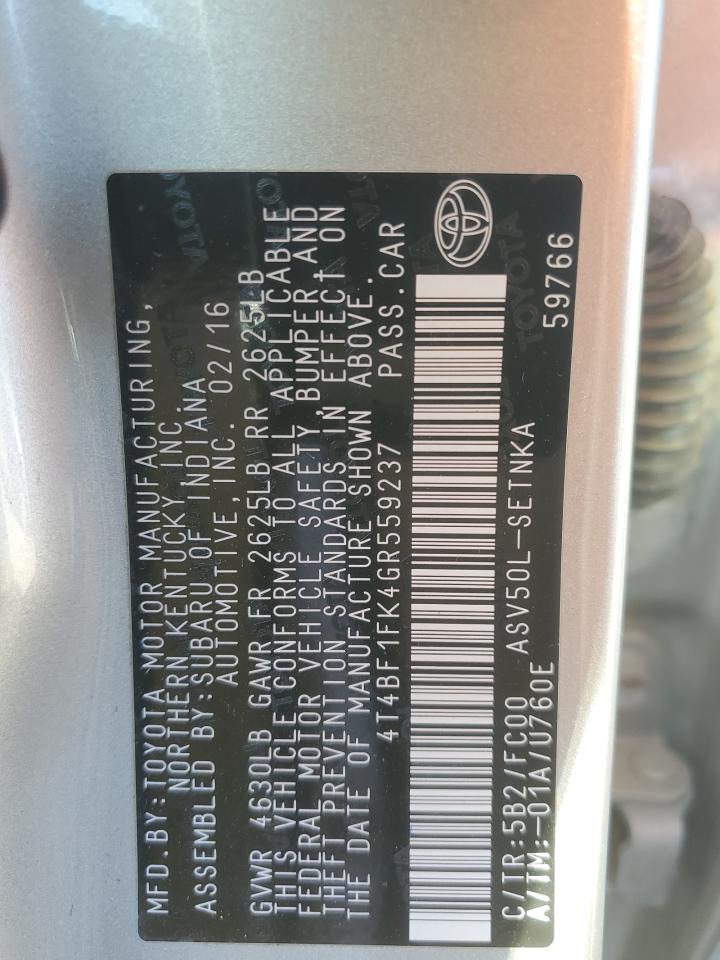 MFD. BY:TOYOTA MOTOR MANUFACTURING,
NORTHERN KENTUCKY, INC.
ASSEMBLED BY:SUBARU OF INDIANA
AUTOMOTIVE, INC. 02/16
GVWR 4630LB GAWR FR 2625LB RR 2625LB
THIS VEHICLE CONFORMS TO ALL APPLICABLE
FEDERAL MOTOR VEHICLE SAFETY, BUMPER AND
THEFT PREVENTION STANDARDS IN EFFECT ON
THE DATE OF MANUFACTURE SHOWN ABOVE.
4T4BF1FK4GR559237 PASS.CAR
C/TR:5B2/FC00 ASV50L-SETNKA
A/TM:-01A/U760E 59766
TOYOTA
TOYOTA
TOYOTA